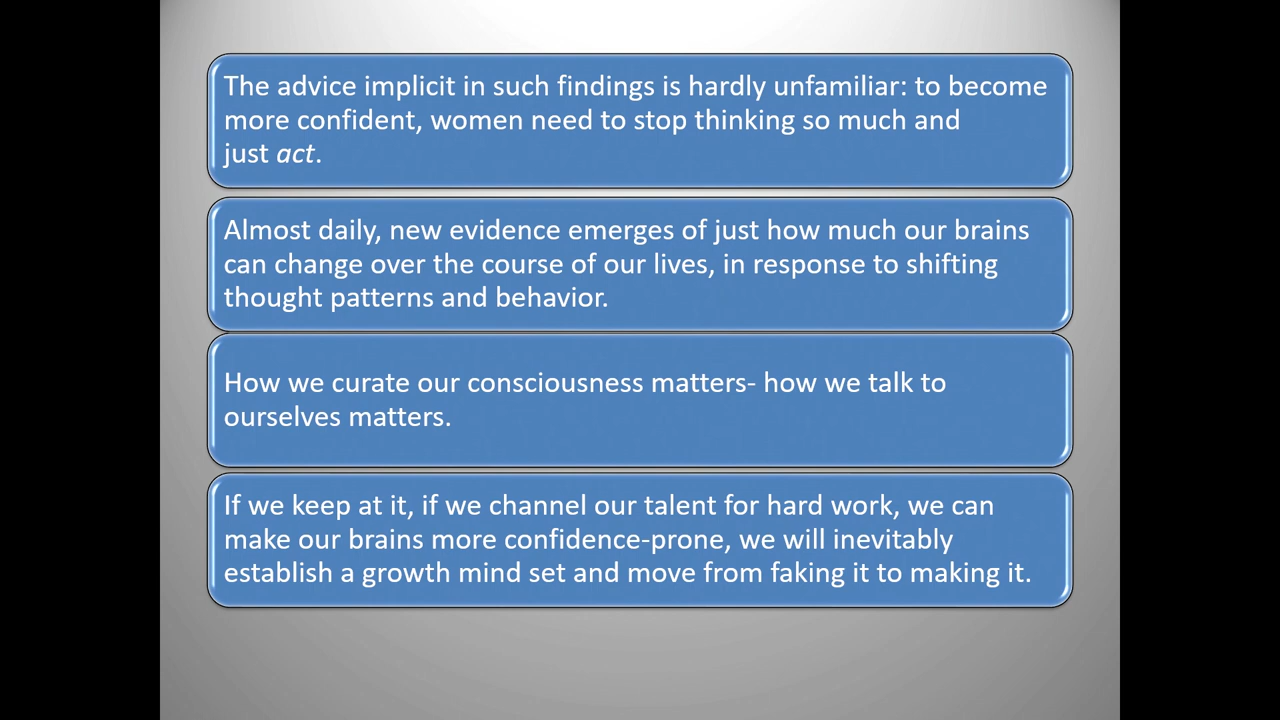 The advice implicit in such findings is hardly unfamiliar: to become
more confident, women need to stop thinking so much and
just act.
Almost daily, new evidence emerges of just how much our brains
can change over the course of our lives, in response to shifting
thought patterns and behavior.
How we curate our consciousness matters- how we talk to
ourselves matters.
If we keep at it, if we channel our talent for hard work, we can
make our brains more confidence-prone, we will inevitably
establish a growth mind set and move from faking it to making it.